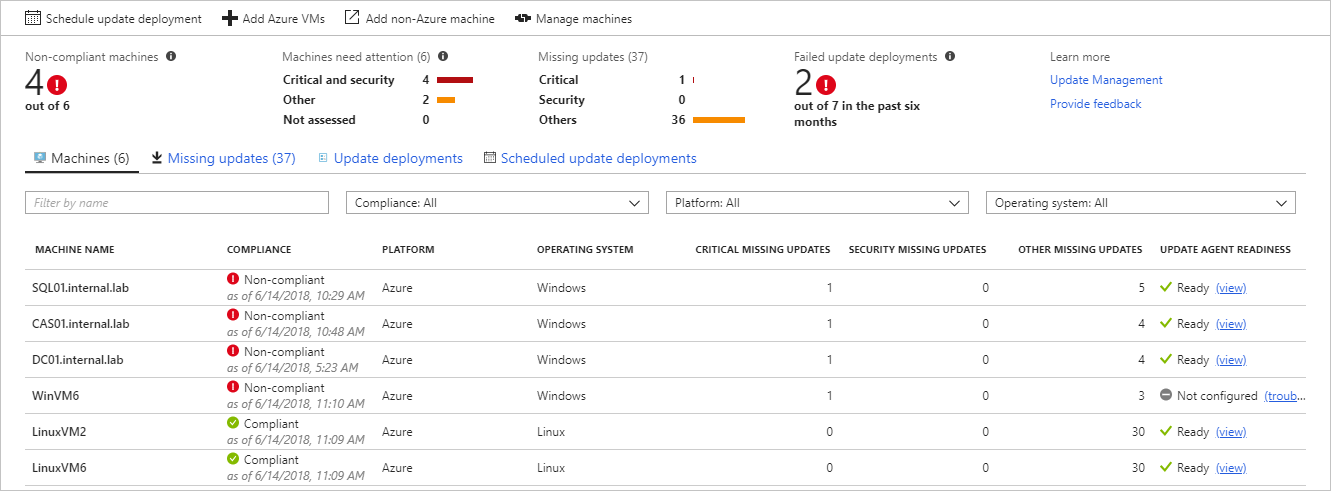 Schedule update deployment Add Azure VMs Add non-Azure machine Manage machines
Non-compliant machines
4
out of 6
Machines need attention (6)
Critical and security 4
Other 2
Not assessed 0
Missing updates (37)
Critical 1
Security 0
Others 36
Failed update deployments
2
out of 7 in the past six
months
Learn more
Update Management
Provide feedback
Machines (6) Missing updates (37) Update deployments Scheduled update deployments
Filter by name Compliance: All Platform: All Operating system: All
MACHINE NAME COMPLIANCE PLATFORM OPERATING SYSTEM CRITICAL MISSING UPDATES SECURITY MISSING UPDATES OTHER MISSING UPDATES UPDATE AGENT READINESS
SQL01.internal.lab Non-compliant Azure Windows 1 0 5 Ready (view)
as of 6/14/2018, 10:29 AM
CAS01.internal.lab Non-compliant Azure Windows 1 0 4 Ready (view)
as of 6/14/2018, 10:48 AM
DC01.internal.lab Non-compliant Azure Windows 1 0 4 Ready (view)
as of 6/14/2018, 5:23 AM
WinVM6 Non-compliant Azure Windows 1 0 3 Not configured (troub...
as of 6/14/2018, 11:10 AM
LinuxVM2 Compliant Azure Linux 0 0 30 Ready (view)
as of 6/14/2018, 11:09 AM
LinuxVM6 Compliant Azure Linux 0 0 30 Ready (view)
as of 6/14/2018, 11:09 AM